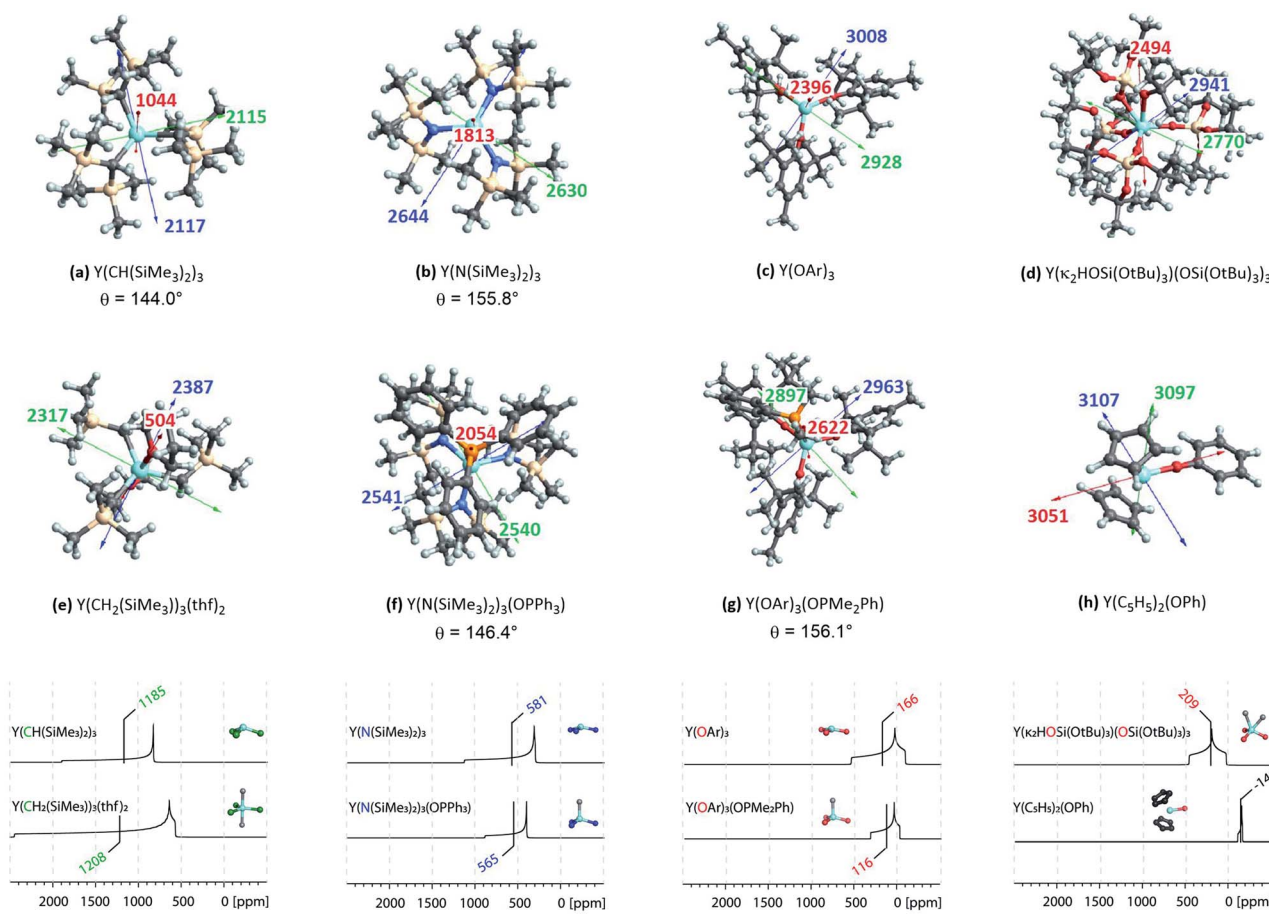 1044
2115
2117
(a) Y(CH(SiMe₃)₂)₃
θ = 144.0°
1813
2630
2644
(b) Y(N(SiMe₃)₂)₃
θ = 155.8°
3008
2396
2928
(c) Y(OAr)₃
2494
2941
2770
(d) Y(κ₂HOSi(OtBu)₃)(OSi(OtBu)₃)₃
2387
2317
504
(e) Y(CH₂(SiMe₃))₃(thf)₂
2054
2541
2540
(f) Y(N(SiMe₃)₂)₃(OPPh₃)
θ = 146.4°
2963
2897
2622
(g) Y(OAr)₃(OPMe₂Ph)
θ = 156.1°
3107
3097
3051
(h) Y(C₅H₅)₂(OPh)
1185
Y(CH(SiMe₃)₂)₃
Y(CH₂(SiMe₃))₃(thf)₂
1208
2000 1500 1000 500 0 [ppm]
581
Y(N(SiMe₃)₂)₃
Y(N(SiMe₃)₂)₃(OPPh₃)
565
2000 1500 1000 500 0 [ppm]
166
Y(OAr)₃
Y(OAr)₃(OPMe₂Ph)
116
2000 1500 1000 500 0 [ppm]
209
Y(κ₂HOSi(OtBu)₃)(OSi(OtBu)₃)₃
-14
Y(C₅H₅)₂(OPh)
2000 1500 1000 500 0 [ppm]